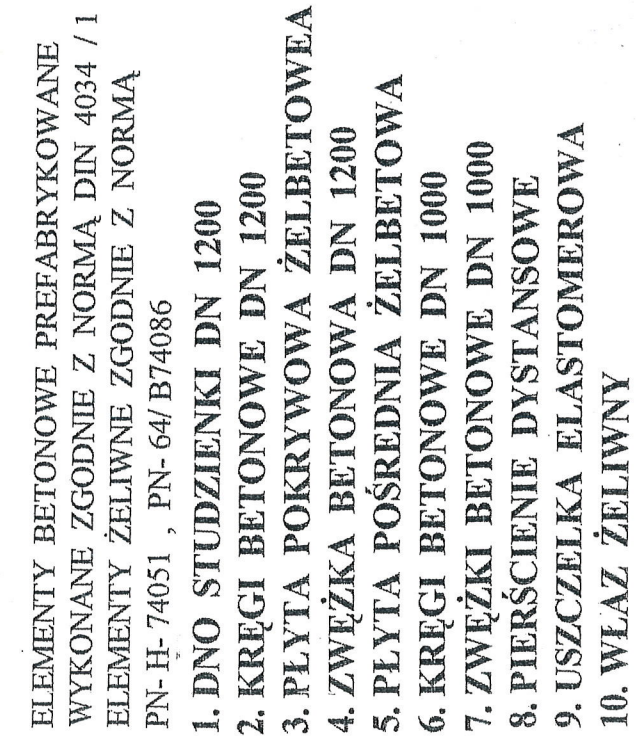 ELEMENTY BETONOWE PREFABRYKOWANE
WYKONANE ZGODNIE Z NORMĄ DIN 4034 / 1
ELEMENTY ŻELIWNE ZGODNIE Z NORMĄ
PN- H- 74051 , PN- 64/ B74086
1. DNO STUDZIENKI DN 1200
2. KRĘGI BETONOWE DN 1200
3. PŁYTA POKRYWOWA ŻELBETOWEA
4. ZWĘŻKA BETONOWA DN 1200
5. PŁYTA POŚREDNIA ŻELBETOWA
6. KRĘGI BETONOWE DN 1000
7. ZWĘŻKI BETONOWE DN 1000
8. PIERŚCIENIE DYSTANSOWE
9. USZCZELKA ELASTOMEROWA
10. WŁAZ ŻELIWNY